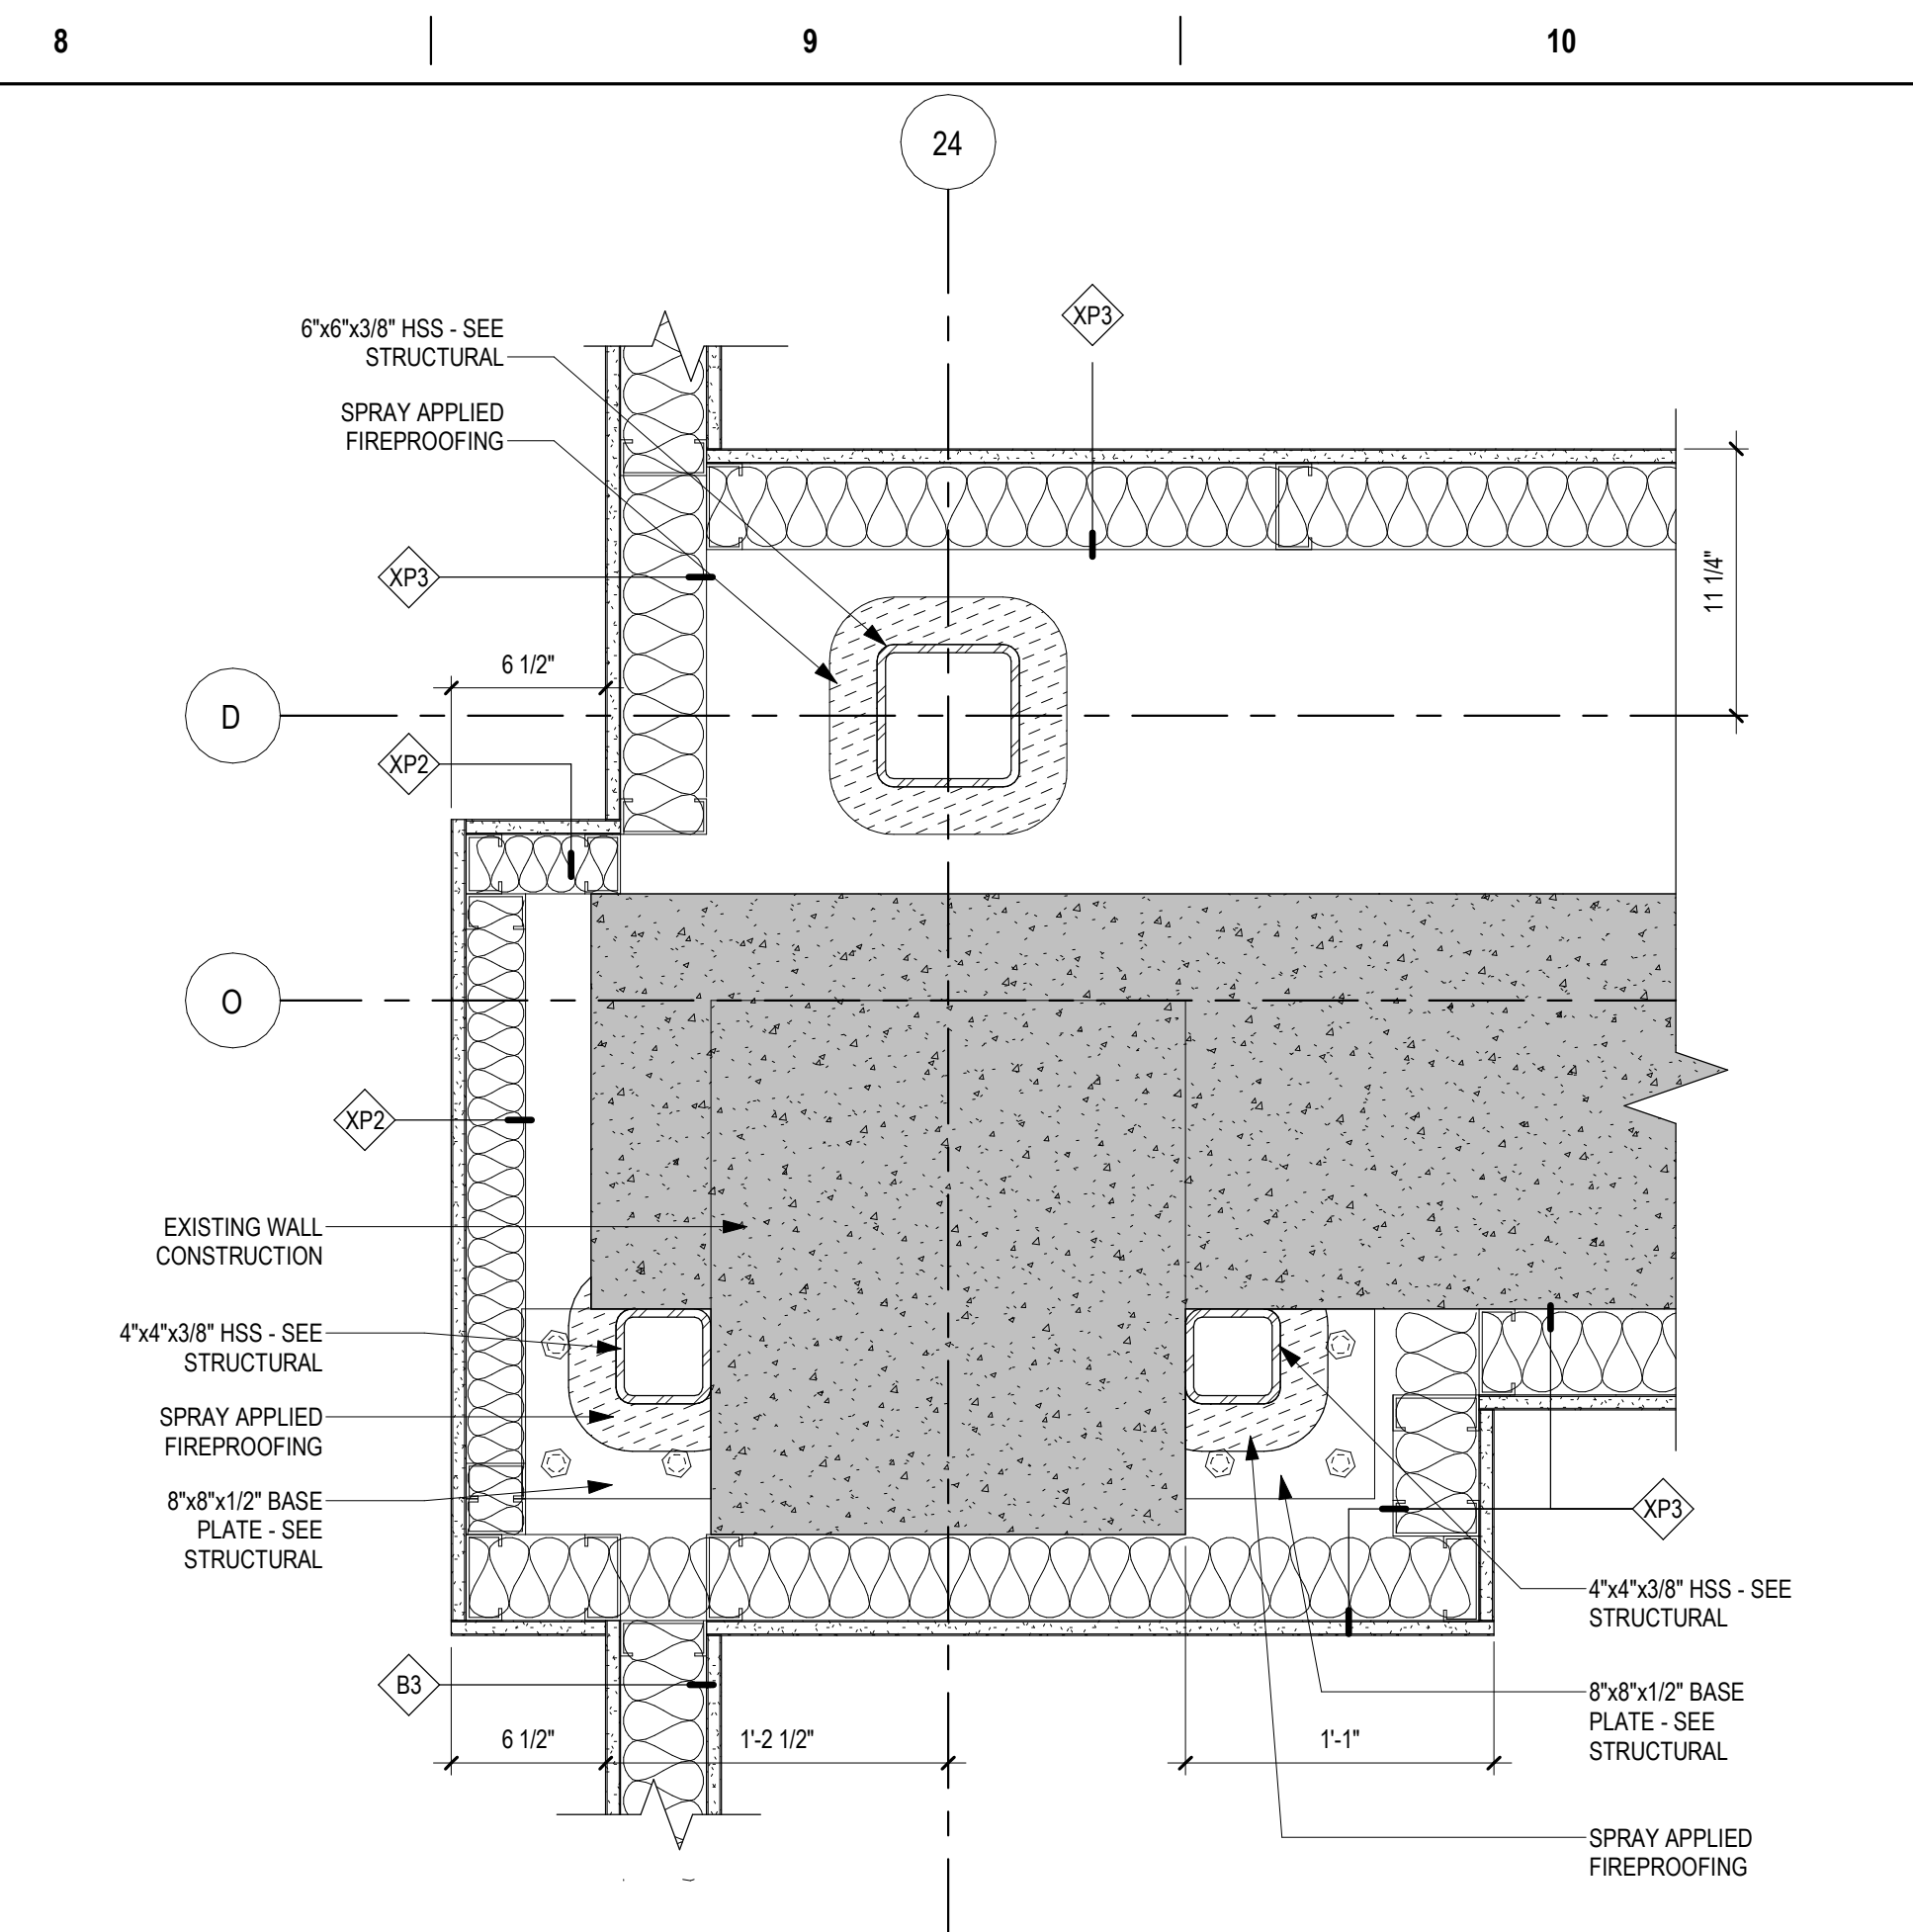 8
9
10
24
6"x6"x3/8" HSS - SEE
STRUCTURAL
XP3
SPRAY APPLIED
FIREPROOFING
XP3
11 1/4"
6 1/2"
D
XP2
O
XP2
EXISTING WALL
CONSTRUCTION
4"x4"x3/8" HSS - SEE
STRUCTURAL
SPRAY APPLIED
FIREPROOFING
8"x8"x1/2" BASE
PLATE - SEE
STRUCTURAL
XP3
4"x4"x3/8" HSS - SEE
STRUCTURAL
B3
8"x8"x1/2" BASE
PLATE - SEE
STRUCTURAL
6 1/2"
1'-2 1/2"
1'-1"
SPRAY APPLIED
FIREPROOFING